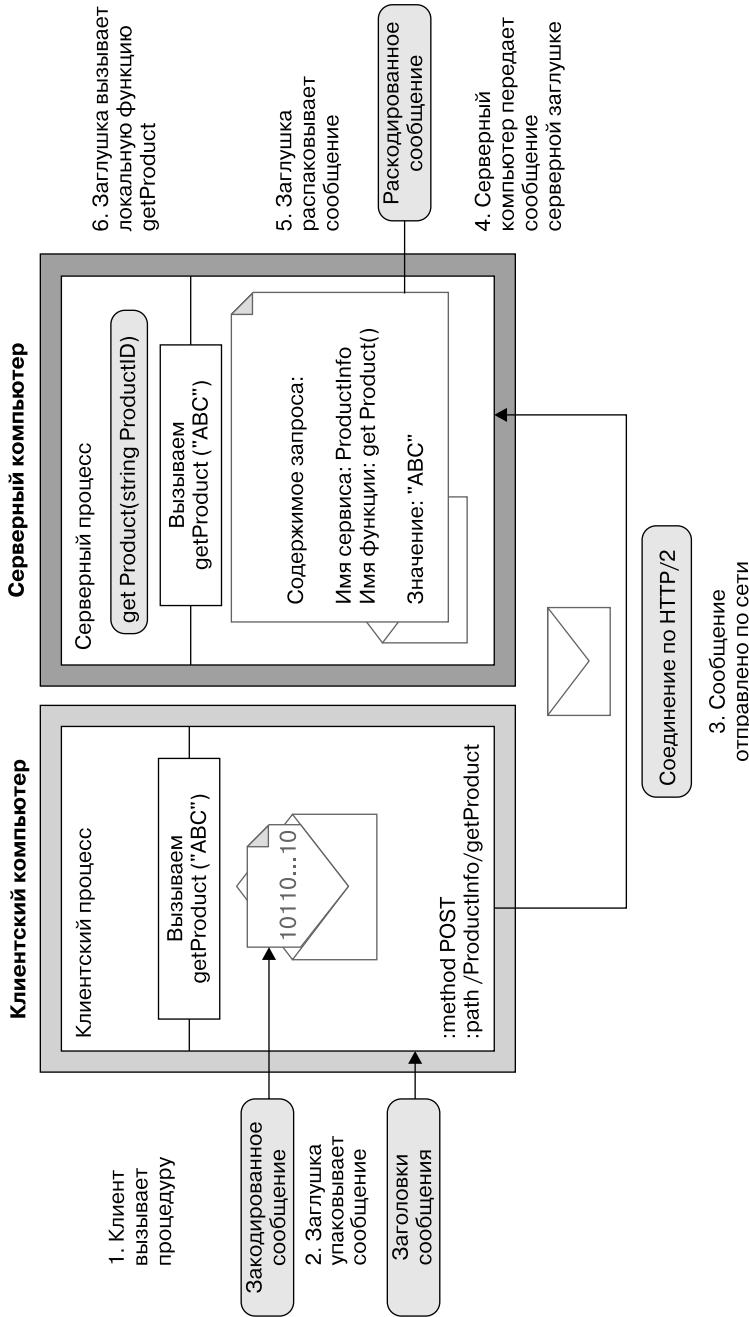 Клиентский компьютер
Серверный компьютер
1. Клиент
вызывает
процедуру
Закодированное
сообщение
2. Заглушка
упаковывает
сообщение
Заголовки
сообщения
Клиентский процесс
Вызываем
getProduct ("ABC")
10110...10
:method POST
:path /ProductInfo/getProduct
Серверный процесс
get Product(string ProductID)
Вызываем
getProduct ("ABC")
Содержимое запроса:
Имя сервиса: ProductInfo
Имя функции: get Product()
Значение: "ABC"
6. Заглушка вызывает
локальную функцию
getProduct
5. Заглушка
распаковывает
сообщение
Раскодированное
сообщение
4. Серверный
компьютер передает
сообщение
серверной заглушке
Соединение по HTTP/2
3. Сообщение
отправлено по сети